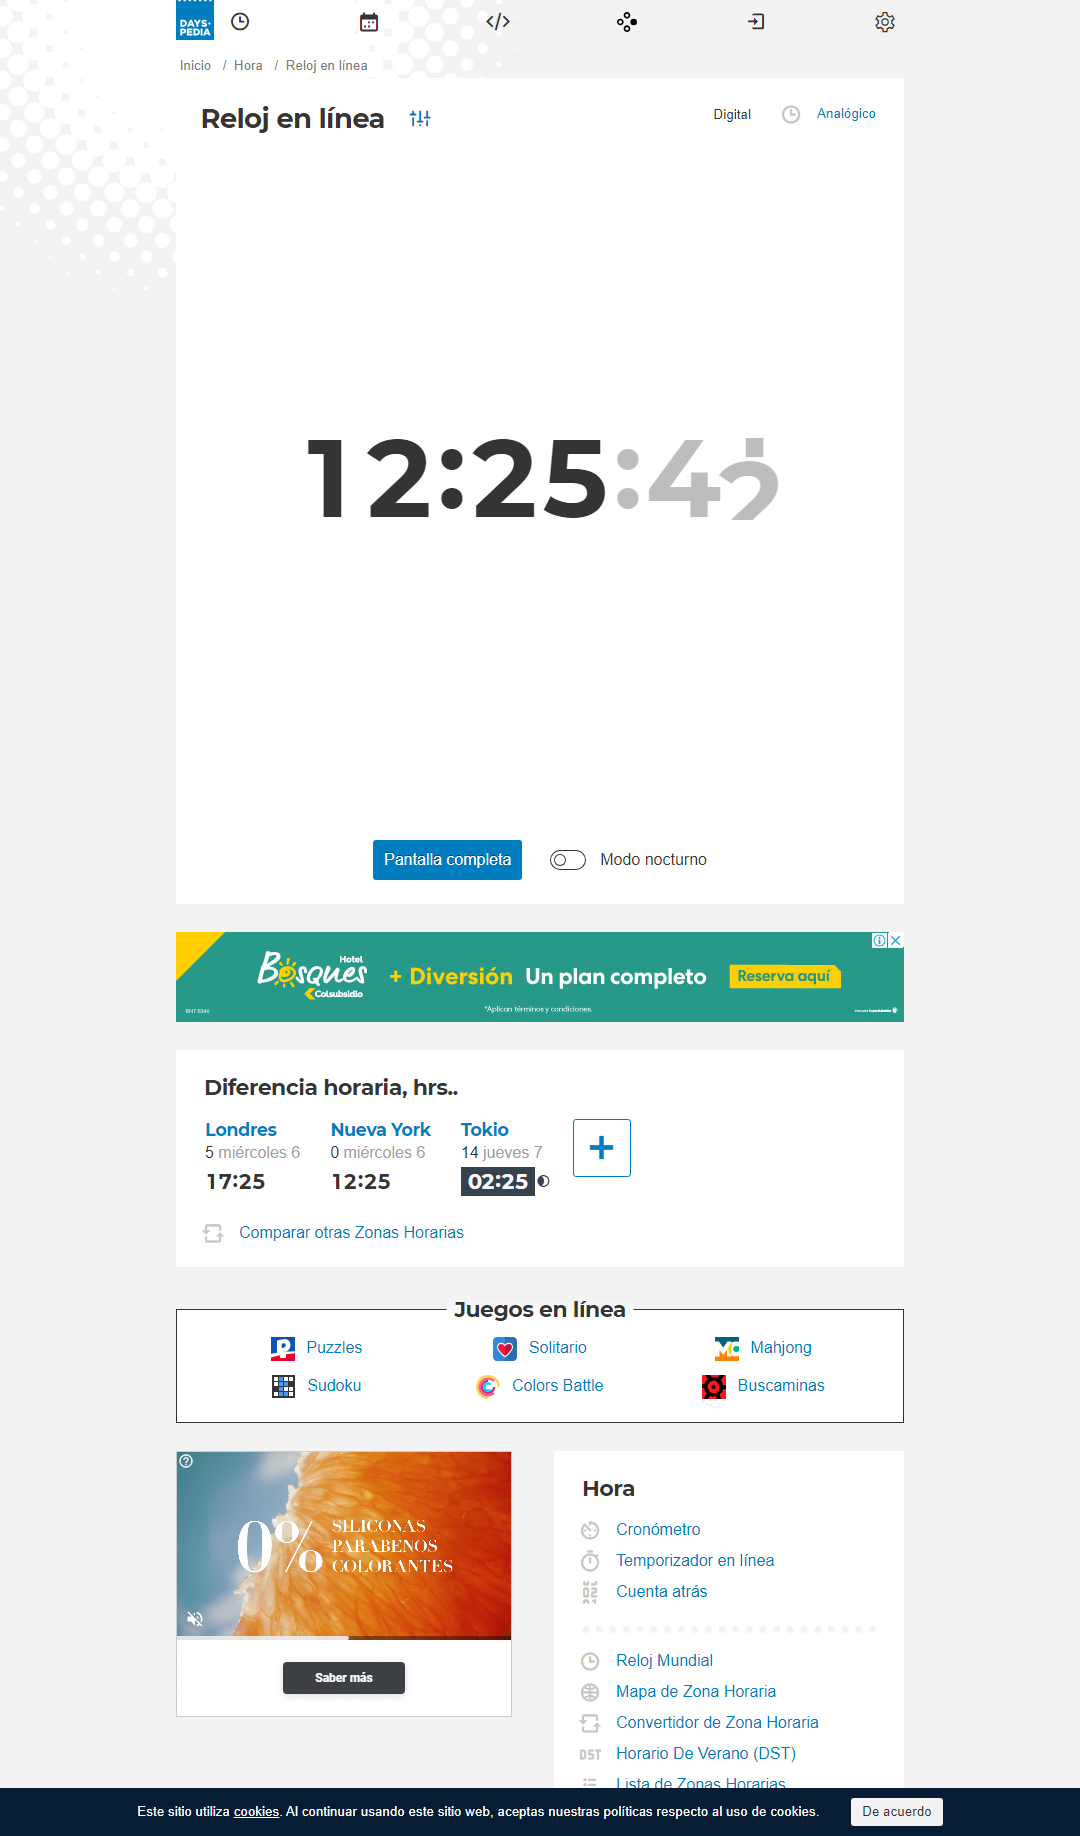 DAYS·
PEDIA
Inicio / Hora / Reloj en línea
Reloj en línea
Digital
Analógico
12:25:42
Pantalla completa
Modo nocturno
Hotel
Bosques
Colsubsidio
+ Diversión Un plan completo
Reserva aquí
*Aplican términos y condiciones.
RNT 0346
Diferencia horaria, hrs..
Londres
5 miércoles 6
17:25
Nueva York
0 miércoles 6
12:25
Tokio
14 jueves 7
02:25
Comparar otras Zonas Horarias
Juegos en línea
Puzzles
Solitario
Mahjong
Sudoku
Colors Battle
Buscaminas
0% SILICONAS
PARABENOS
COLORANTES
Saber más
Hora
Cronómetro
Temporizador en línea
Cuenta atrás
Reloj Mundial
Mapa de Zona Horaria
Convertidor de Zona Horaria
DST Horario De Verano (DST)
Lista de Zonas Horarias
Este sitio utiliza cookies. Al continuar usando este sitio web, aceptas nuestras políticas respecto al uso de cookies.
De acuerdo